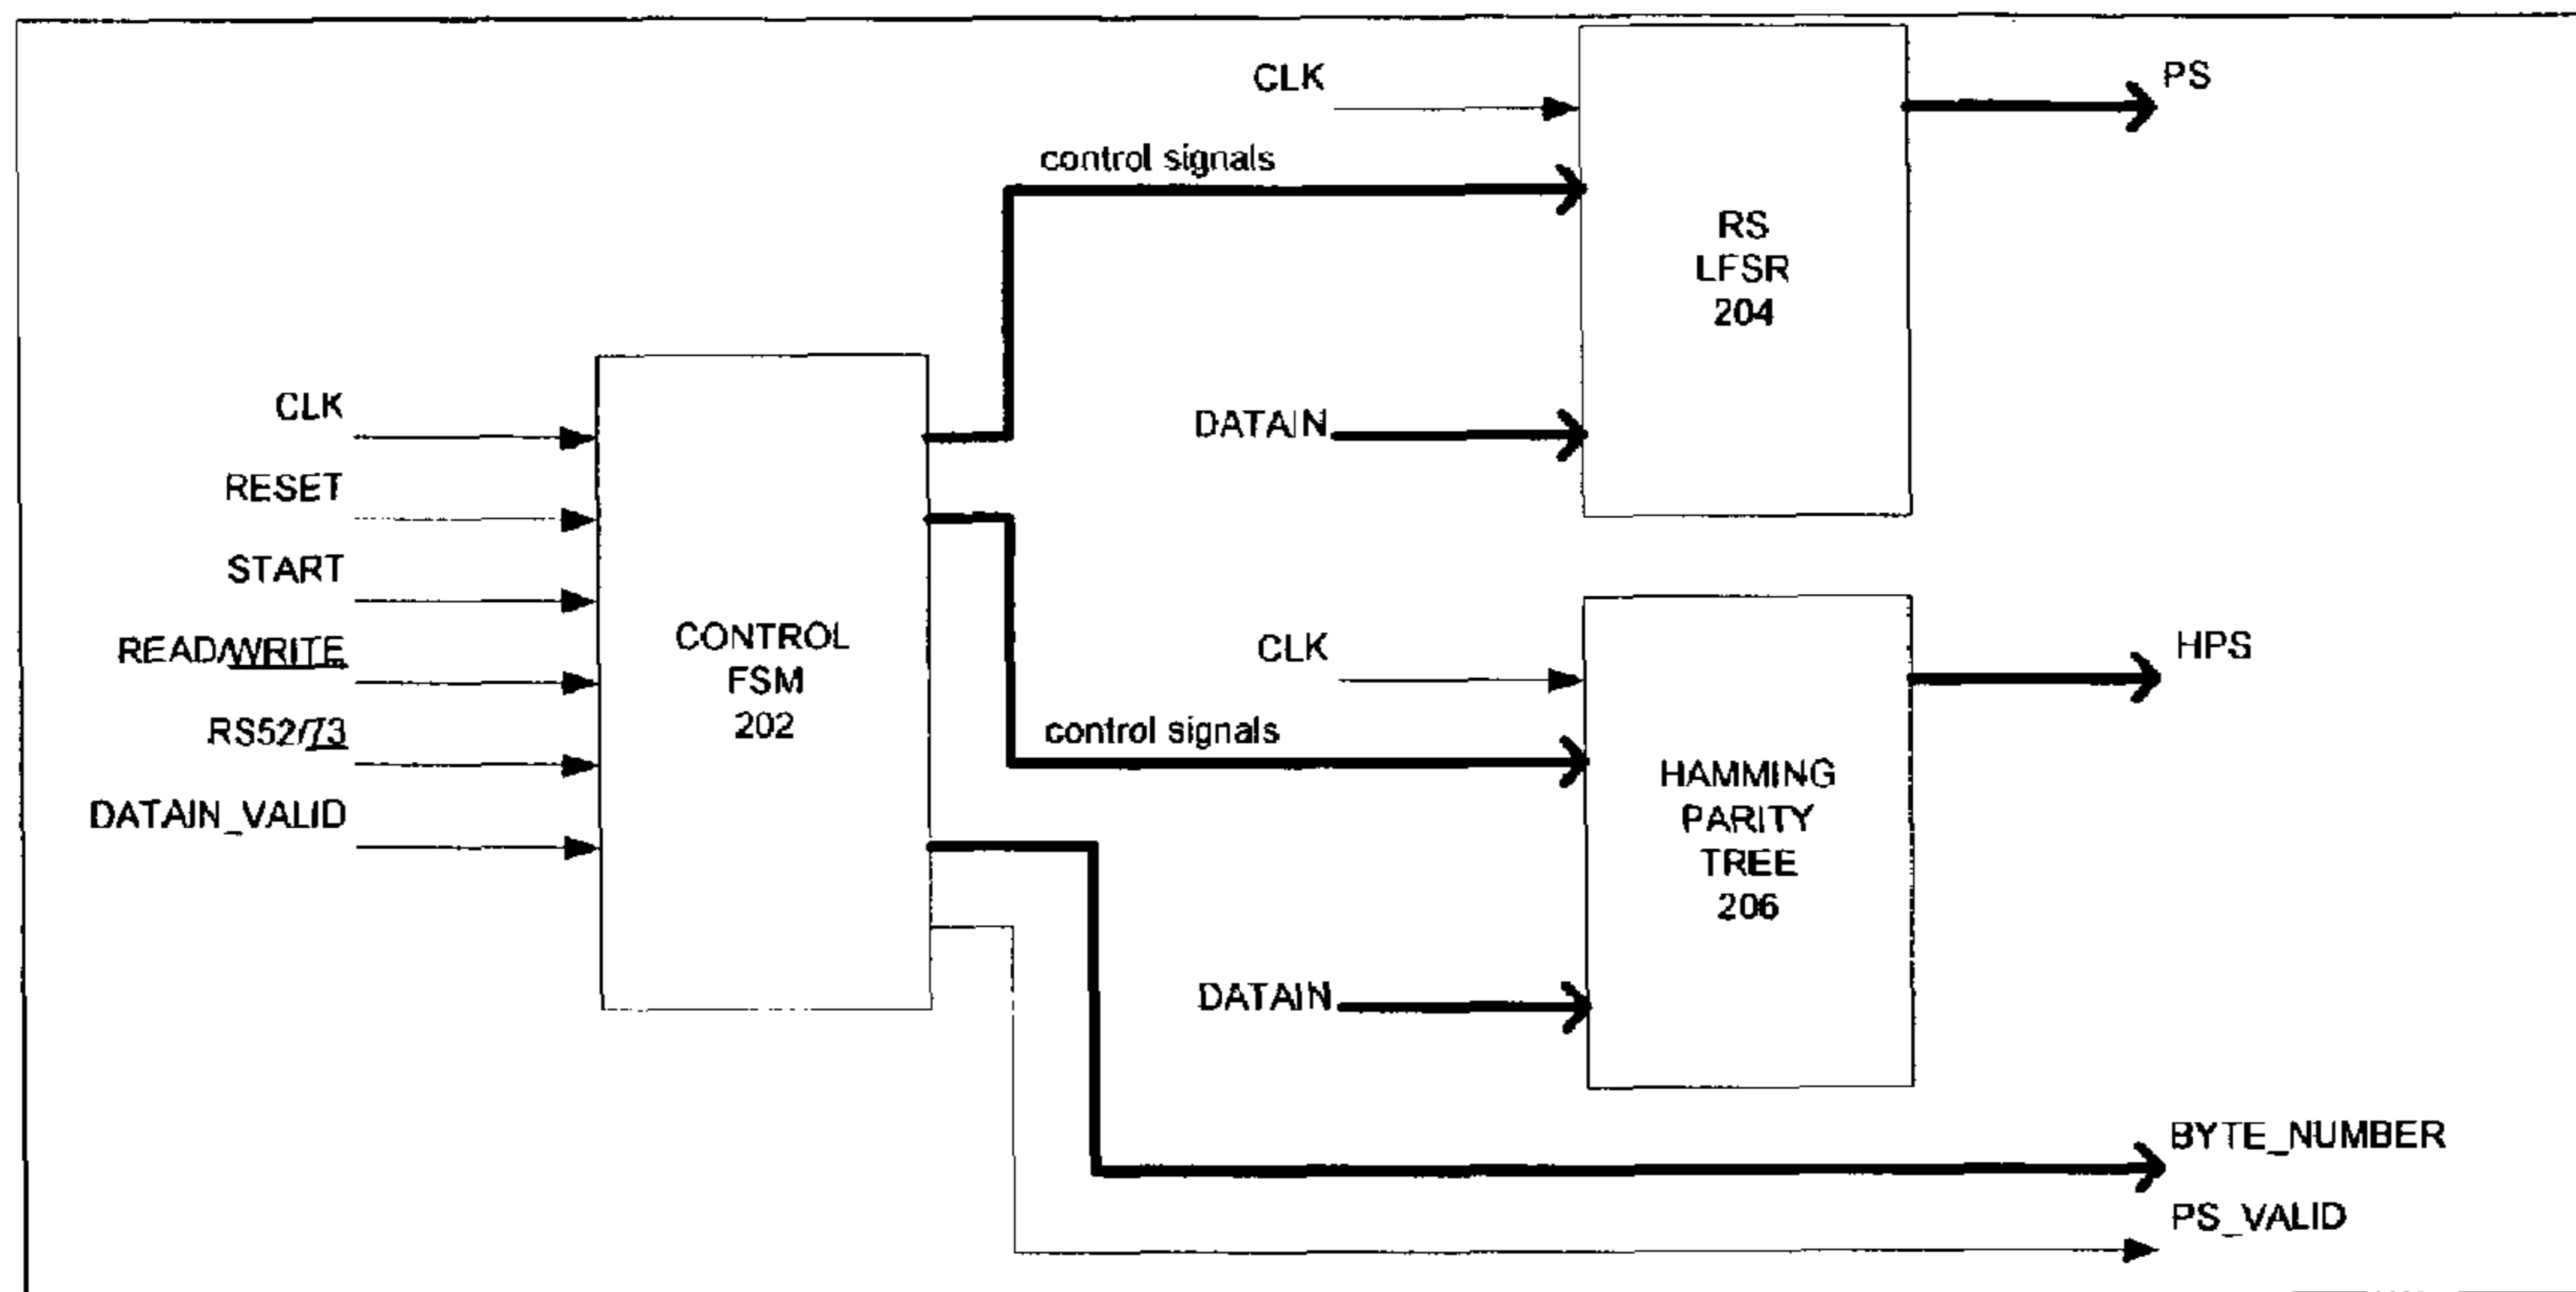 CLK
PS
control signals
RS
LFSR
204
CLK
DATAIN
RESET
START
READ/WRITE
CONTROL
FSM
202
CLK
HPS
RS52/73
control signals
HAMMING
PARITY
TREE
206
DATAIN_VALID
DATAIN
BYTE_NUMBER
PS_VALID